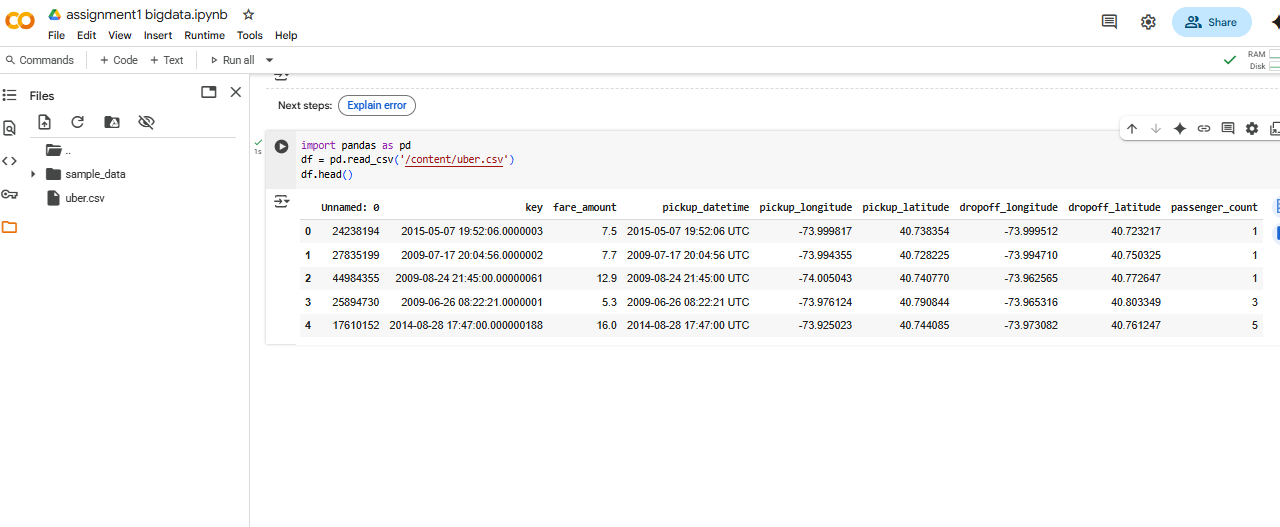 assignment1 bigdata.ipynb
File Edit View Insert Runtime Tools Help
Share
Commands + Code + Text Run all
RAM
Disk
Files
..
sample_data
uber.csv
Next steps: Explain error
1s
import pandas as pd
df = pd.read_csv('/content/uber.csv')
df.head()
Unnamed: 0 key fare_amount pickup_datetime pickup_longitude pickup_latitude dropoff_longitude dropoff_latitude passenger_count
0 24238194 2015-05-07 19:52:06.0000003 7.5 2015-05-07 19:52:06 UTC -73.999817 40.738354 -73.999512 40.723217 1
1 27835199 2009-07-17 20:04:56.0000002 7.7 2009-07-17 20:04:56 UTC -73.994355 40.728225 -73.994710 40.750325 1
2 44984355 2009-08-24 21:45:00.00000061 12.9 2009-08-24 21:45:00 UTC -74.005043 40.740770 -73.962565 40.772647 1
3 25894730 2009-06-26 08:22:21.0000001 5.3 2009-06-26 08:22:21 UTC -73.976124 40.790844 -73.965316 40.803349 3
4 17610152 2014-08-28 17:47:00.000000188 16.0 2014-08-28 17:47:00 UTC -73.925023 40.744085 -73.973082 40.761247 5